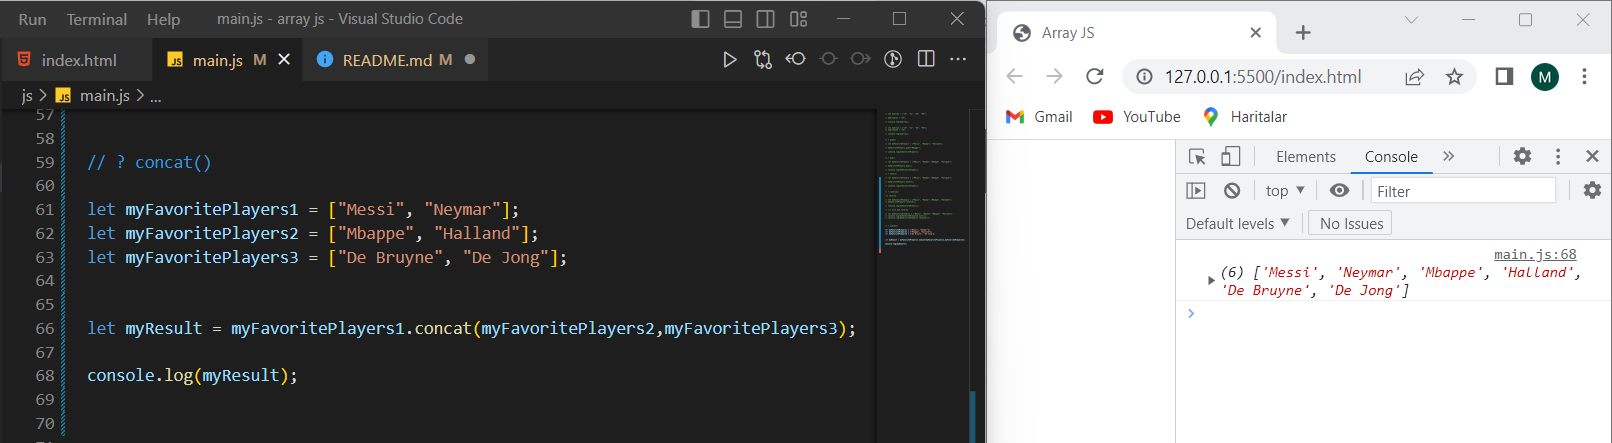 Run Terminal main.js - array js - Visual Studio Code
index.html main.js M README.md M
js > main.js > ...
57
58
59 // ? concat()
60
61 let myFavoritePlayers1 = ["Messi", "Neymar"];
62 let myFavoritePlayers2 = ["Mbappe", "Halland"];
63 let myFavoritePlayers3 = ["De Bruyne", "De Jong"];
64
65
66 let myResult = myFavoritePlayers1.concat(myFavoritePlayers2,myFavoritePlayers3);
67
68 console.log(myResult);
69
70
Array JS
127.0.0.1:5500/index.html M
Gmail YouTube Haritalar
Elements Console »
top Filter
Default levels No Issues
main.js:68
(6) ['Messi', 'Neymar', 'Mbappe', 'Halland',
'De Bruyne', 'De Jong']